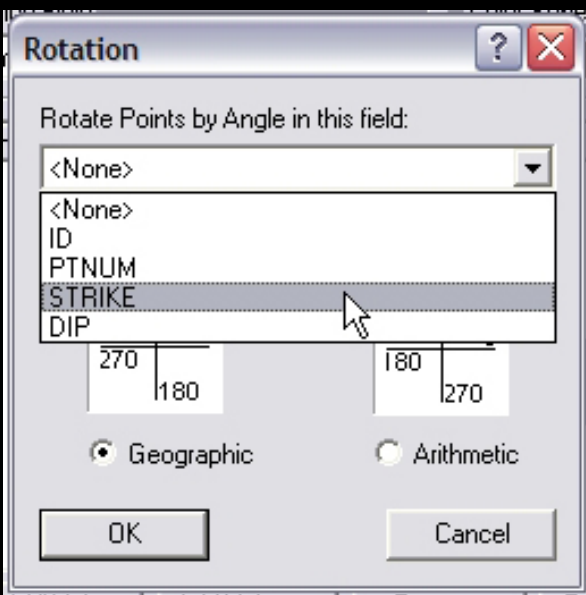 Rotation
?
Rotate Points by Angle in this field:
<None>
<None>
ID
PTNUM
STRIKE
DIP
270
180
180
270
Geographic
Arithmetic
OK
Cancel